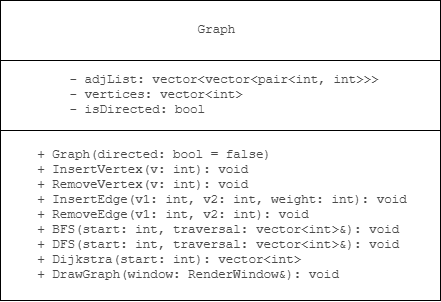 Graph
- adjList: vector<vector<pair<int, int>>>
- vertices: vector<int>
- isDirected: bool
+ Graph(directed: bool = false)
+ InsertVertex(v: int): void
+ RemoveVertex(v: int): void
+ InsertEdge(v1: int, v2: int, weight: int): void
+ RemoveEdge(v1: int, v2: int): void
+ BFS(start: int, traversal: vector<int>&): void
+ DFS(start: int, traversal: vector<int>&): void
+ Dijkstra(start: int): vector<int>
+ DrawGraph(window: RenderWindow&): void